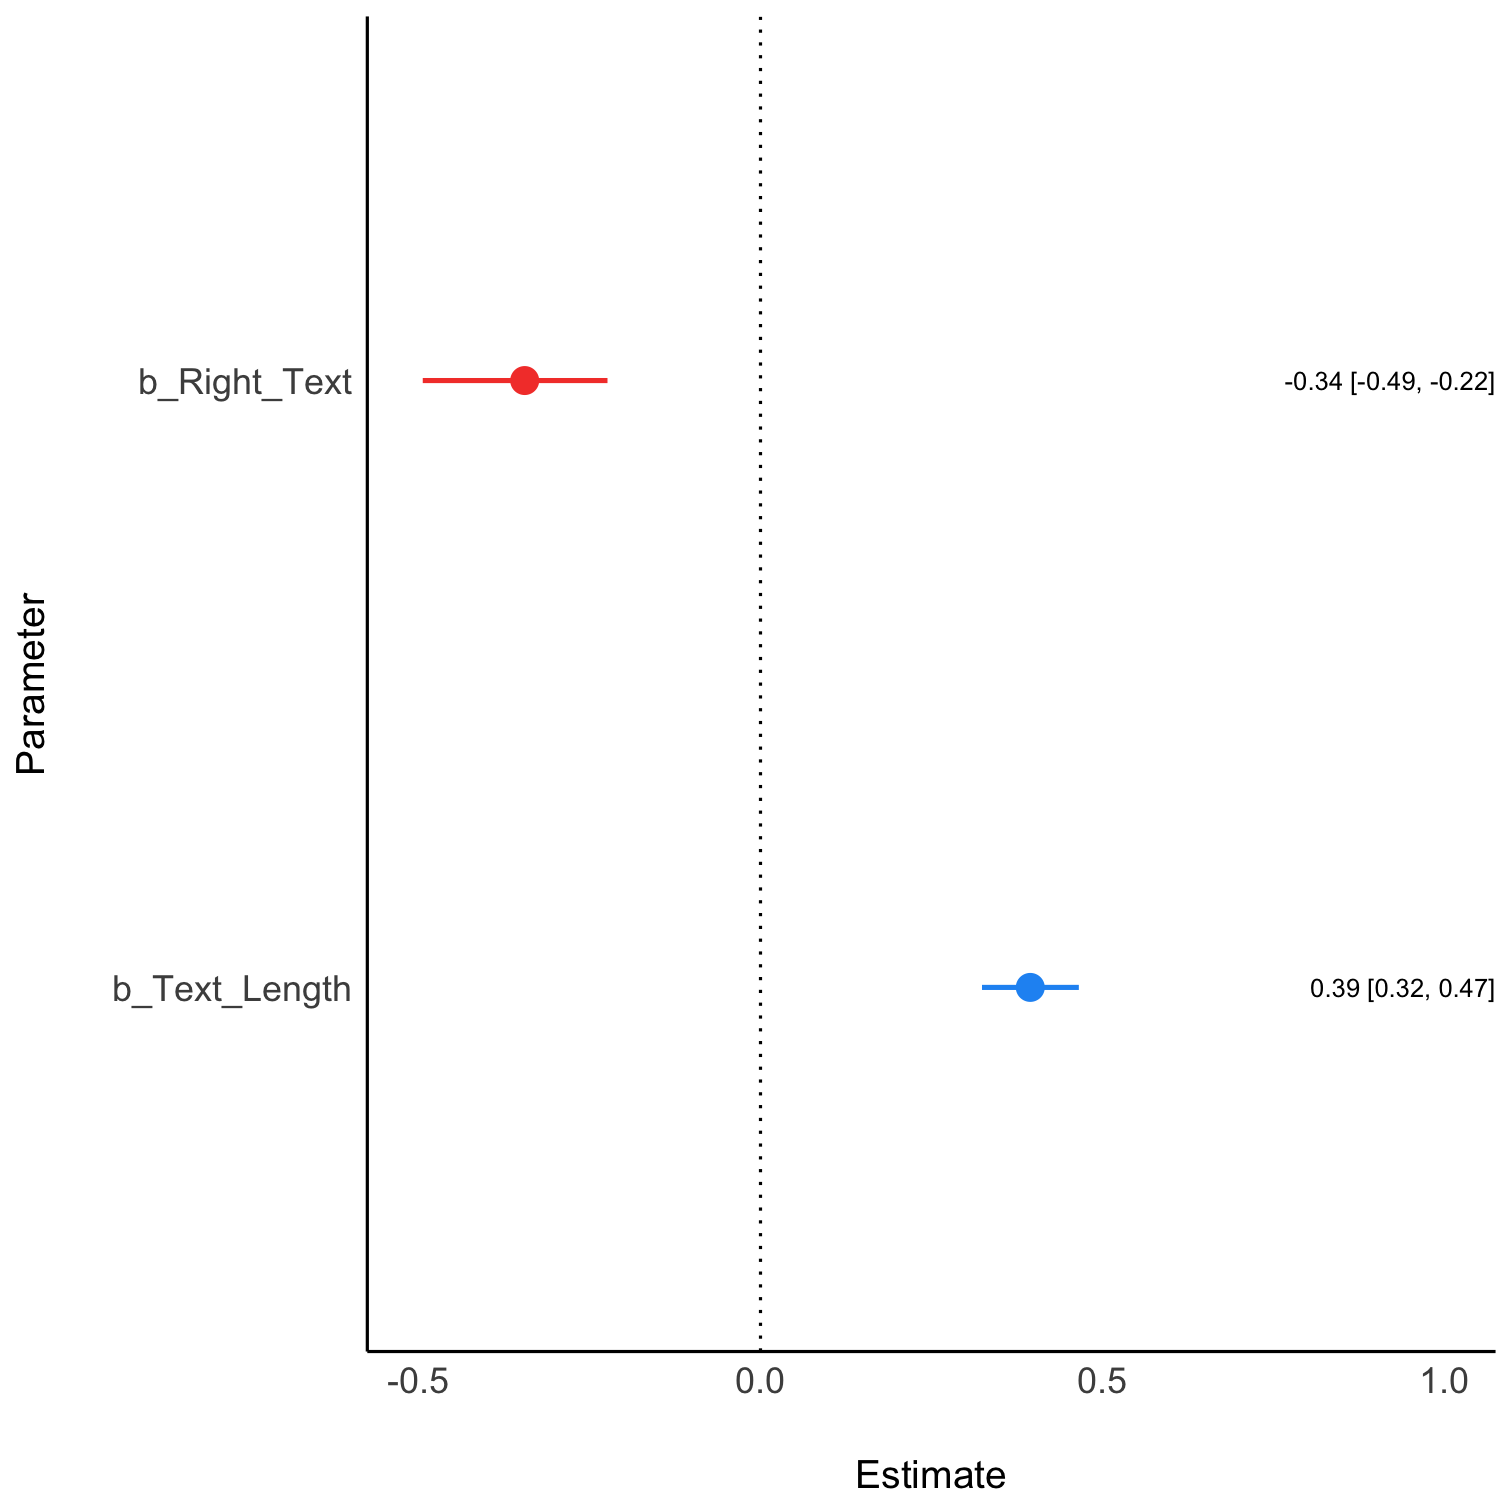 Parameter
b_Right_Text
-0.34 [-0.49, -0.22]
b_Text_Length
0.39 [0.32, 0.47]
-0.5 0.0 0.5 1.0
Estimate